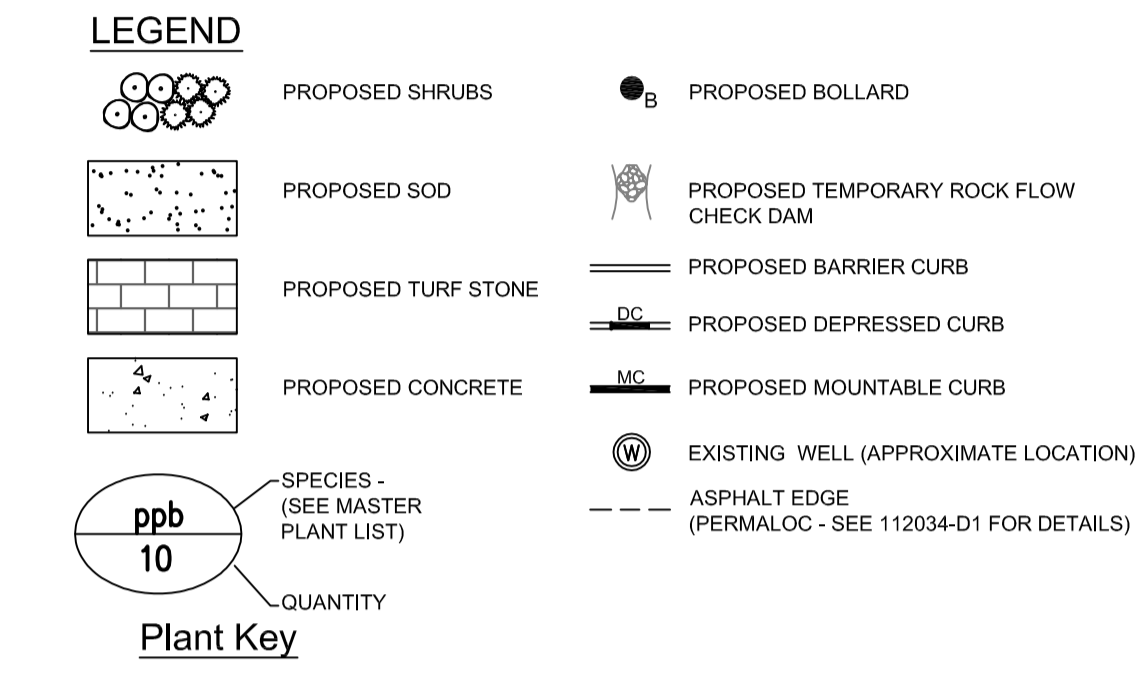 LEGEND
PROPOSED SHRUBS
PROPOSED SOD
PROPOSED TURF STONE
PROPOSED CONCRETE
ppb
10
SPECIES -
(SEE MASTER
PLANT LIST)
QUANTITY
Plant Key
B
PROPOSED BOLLARD
PROPOSED TEMPORARY ROCK FLOW
CHECK DAM
PROPOSED BARRIER CURB
DC
PROPOSED DEPRESSED CURB
MC
PROPOSED MOUNTABLE CURB
W
EXISTING WELL (APPROXIMATE LOCATION)
ASPHALT EDGE
(PERMALOC - SEE 112034-D1 FOR DETAILS)